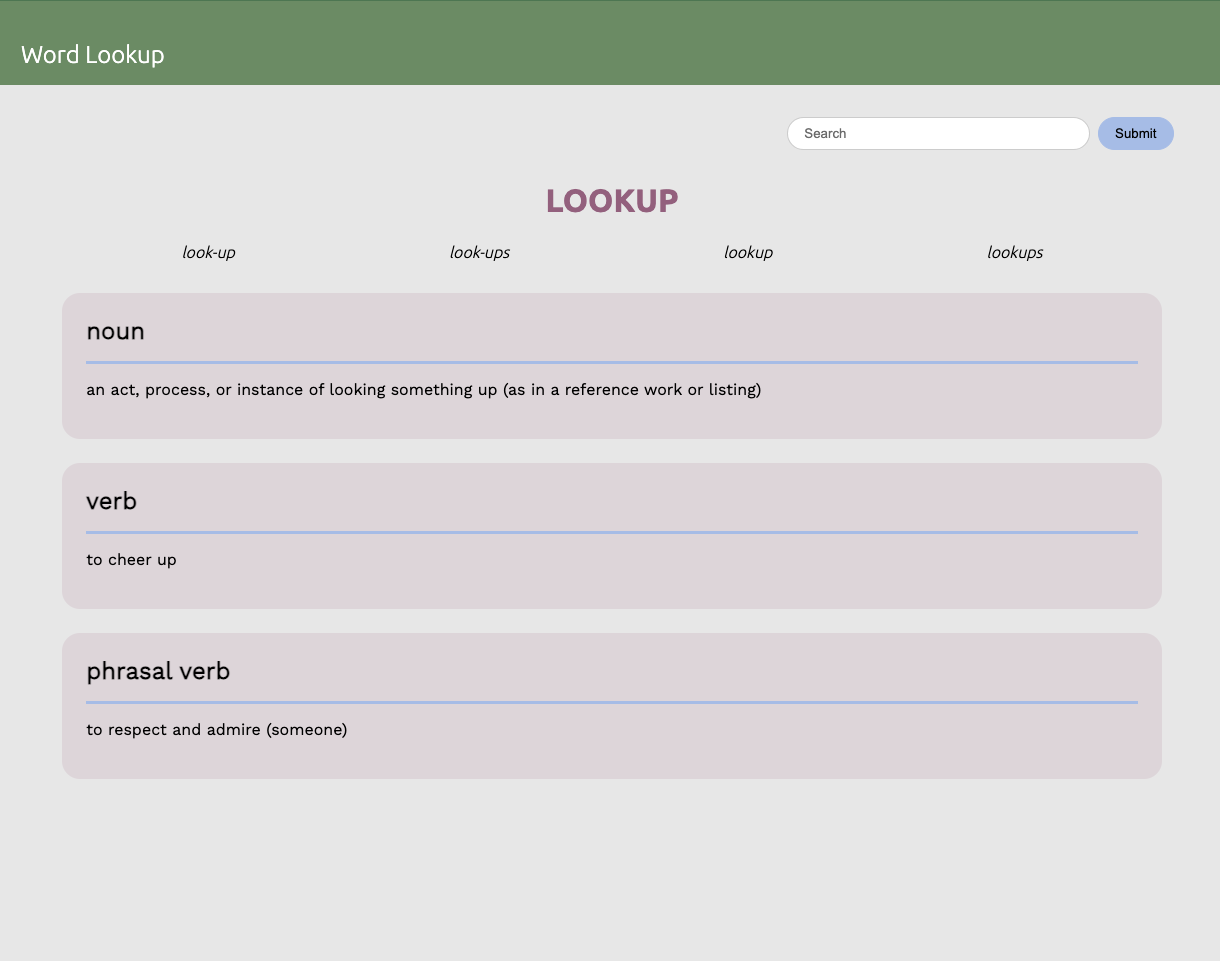 Word Lookup
Search
Submit
LOOKUP
look-up look-ups lookup lookups
noun
an act, process, or instance of looking something up (as in a reference work or listing)
verb
to cheer up
phrasal verb
to respect and admire (someone)